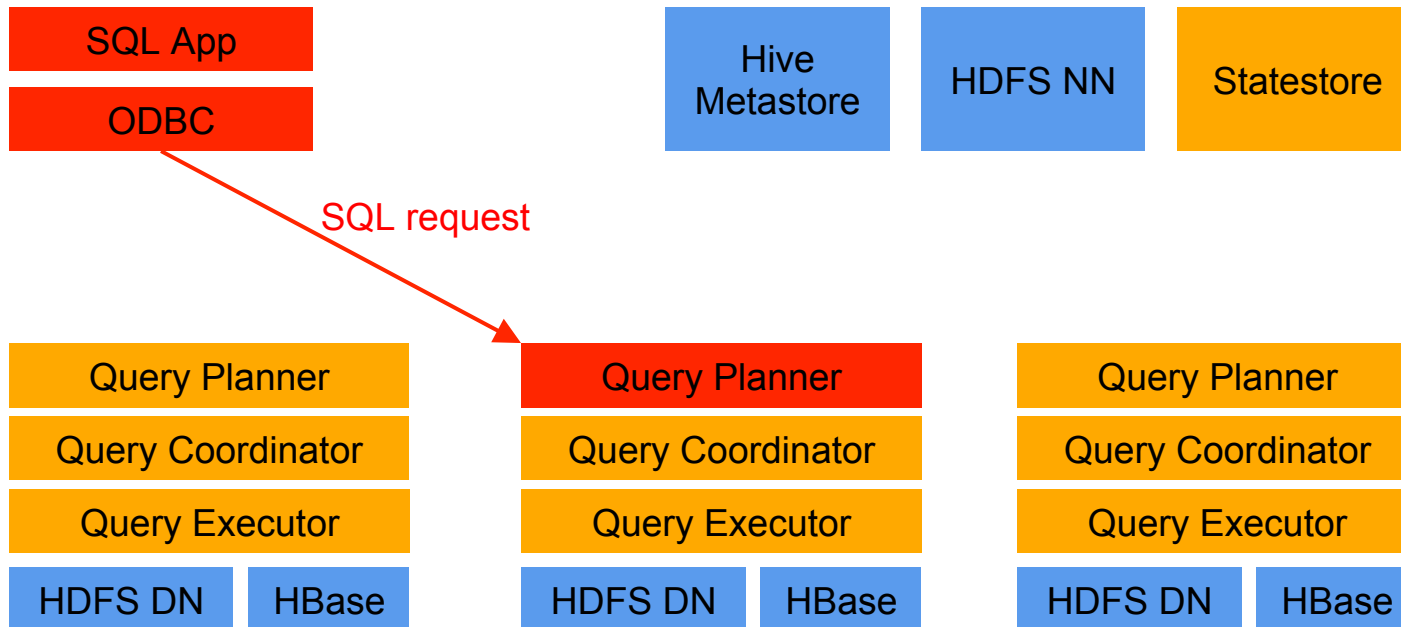 SQL App
ODBC
Hive
Metastore
HDFS NN
Statestore
SQL request
Query Planner
Query Coordinator
Query Executor
HDFS DN
HBase
Query Planner
Query Coordinator
Query Executor
HDFS DN
HBase
Query Planner
Query Coordinator
Query Executor
HDFS DN
HBase